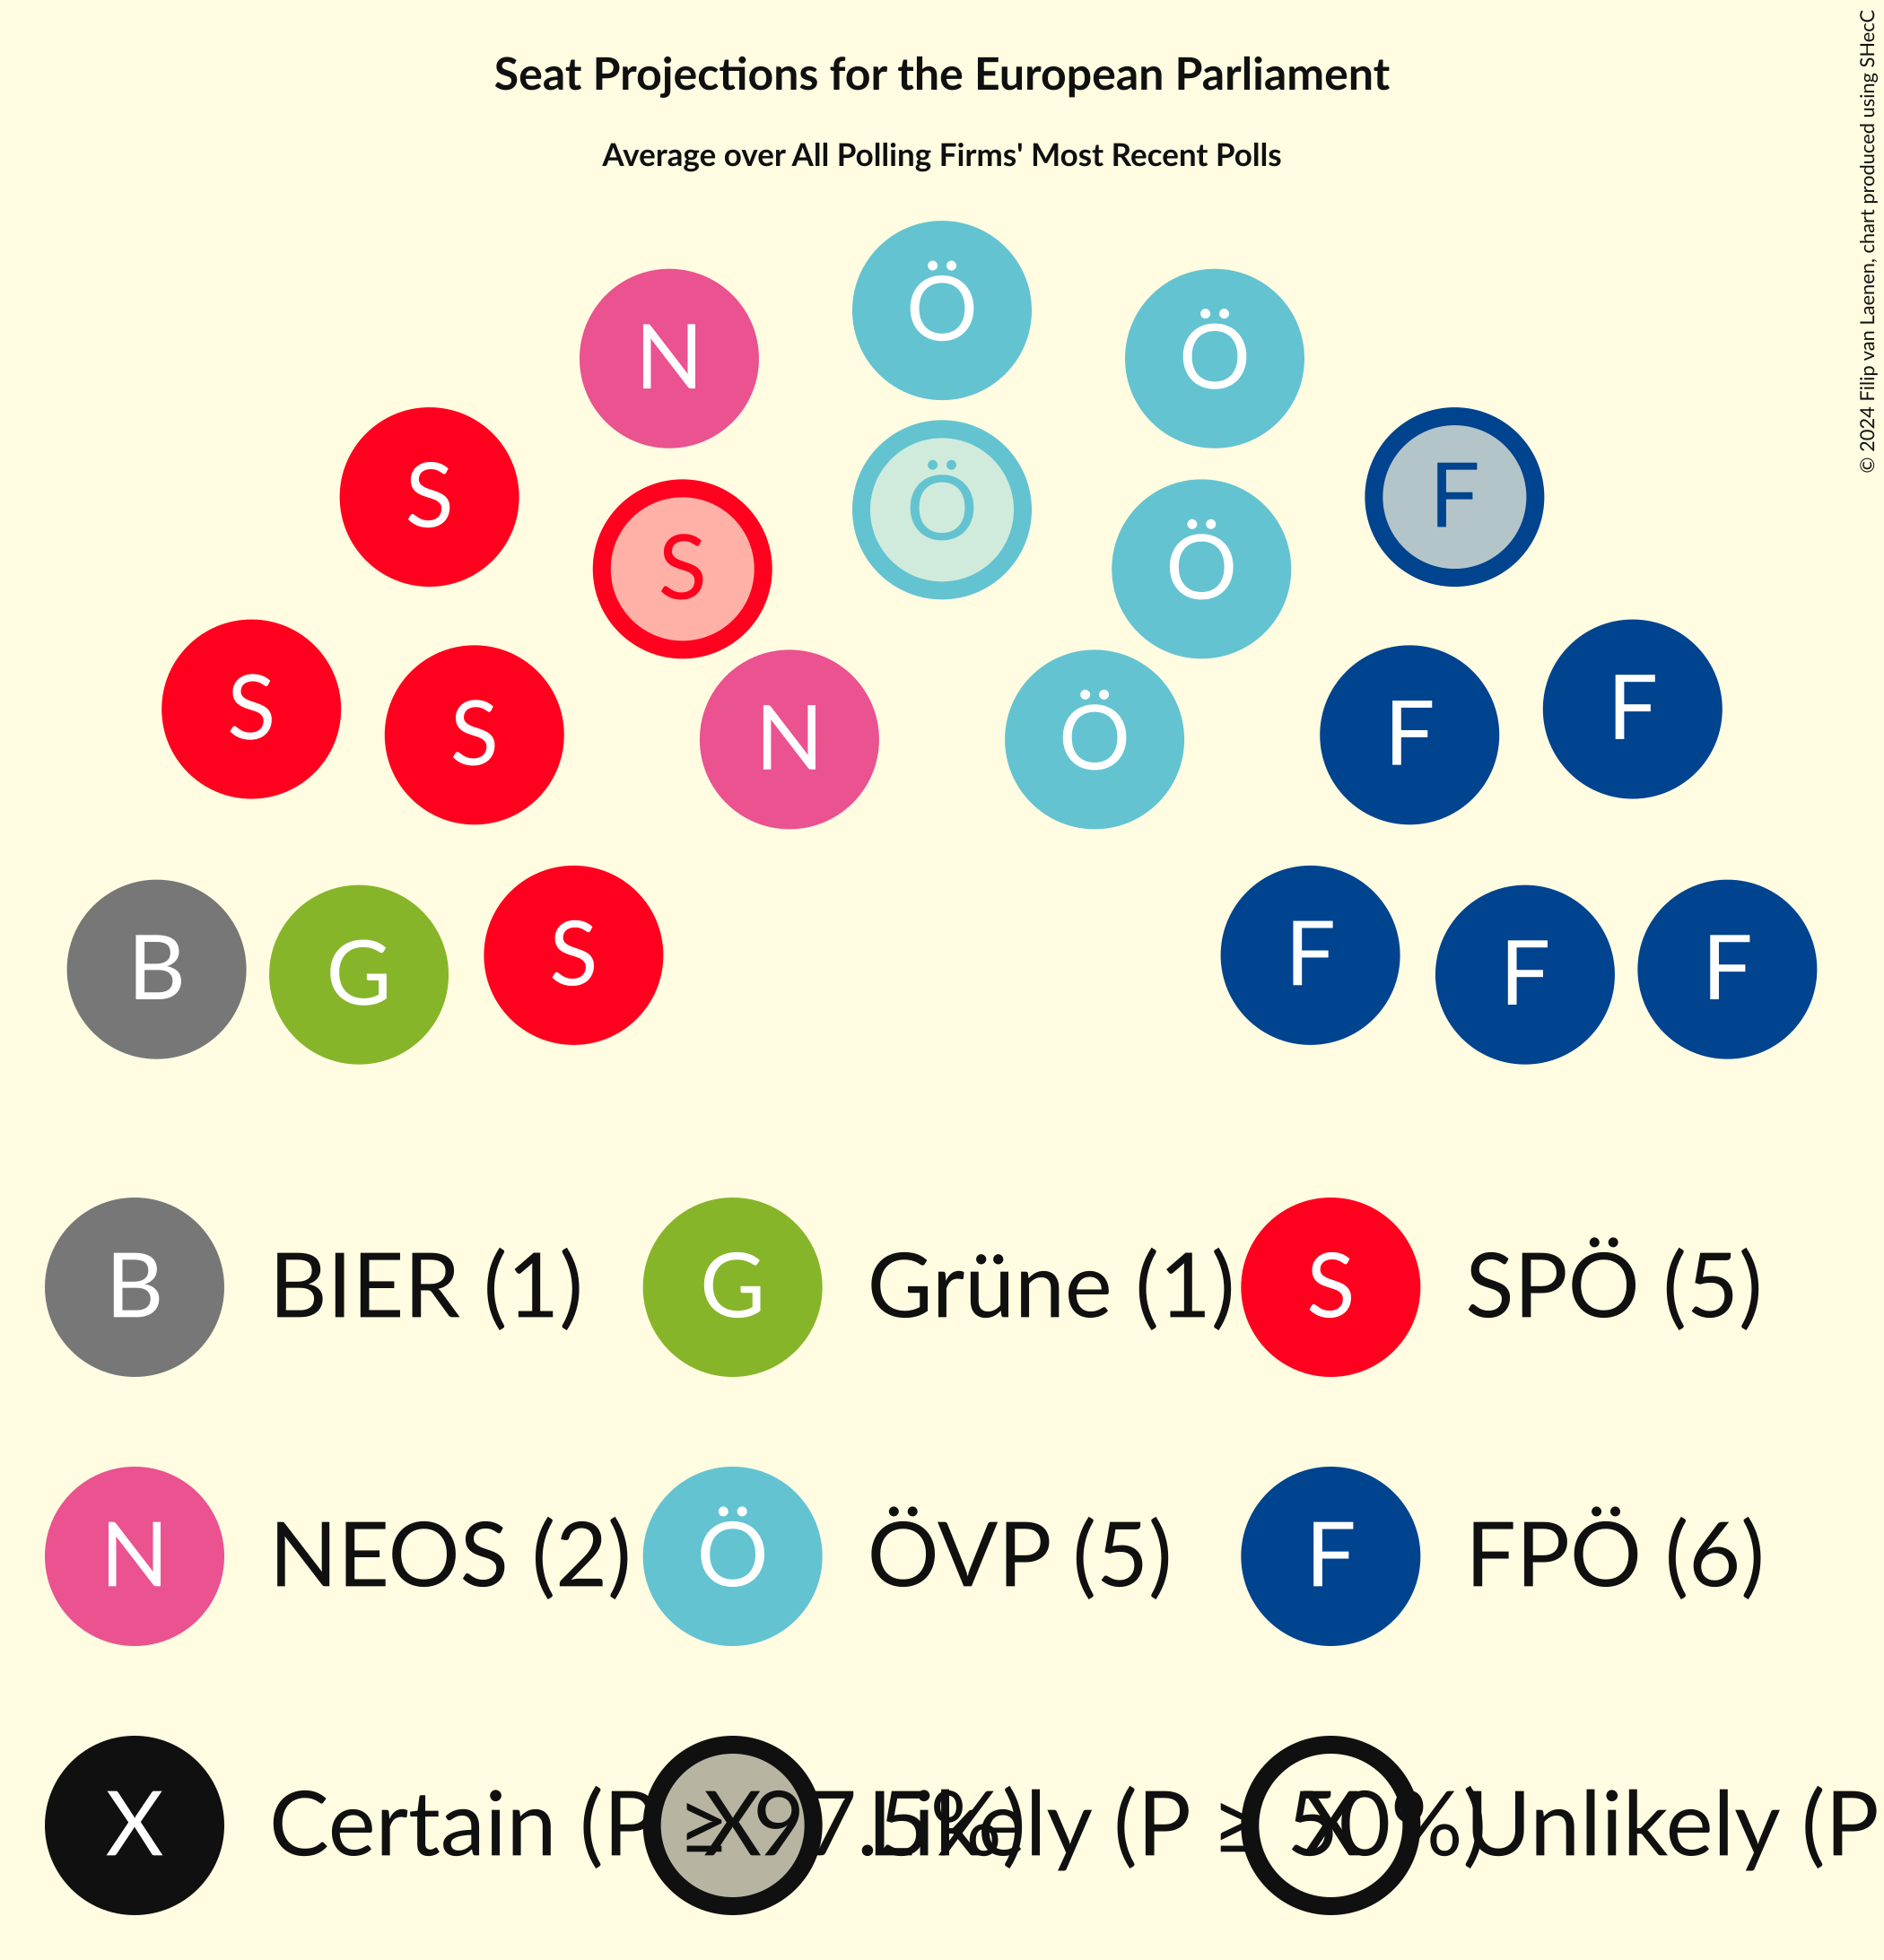 Seat Projections for the European Parliament
Average over All Polling Firms' Most Recent Polls
© 2024 Filip van Laenen, chart produced using SHecC
Ö
N Ö
S F
Ö
S Ö
S F
S F
N Ö
S F
B F
G F
B BIER (1) G Grüne (1) S SPÖ (5)
N NEOS (2) Ö ÖVP (5) F FPÖ (6)
X Certain (P ≥ 97.5%) X Likely (P ≥ 50%) X Unlikely (P